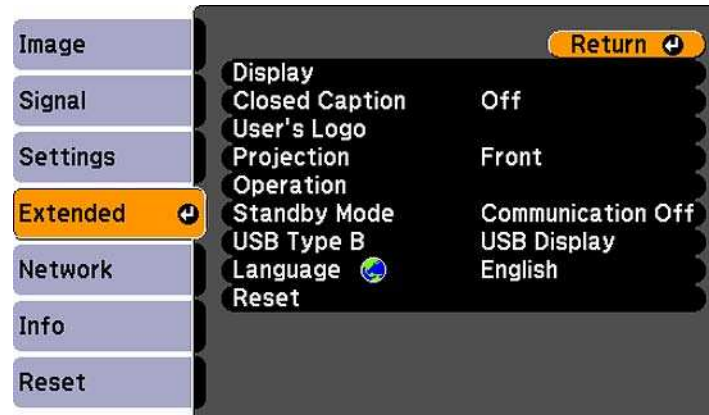 Image
Signal
Settings
Extended
Network
Info
Reset
Return
Display
Closed Caption Off
User's Logo
Projection Front
Operation
Standby Mode Communication Off
USB Type B USB Display
Language English
Reset